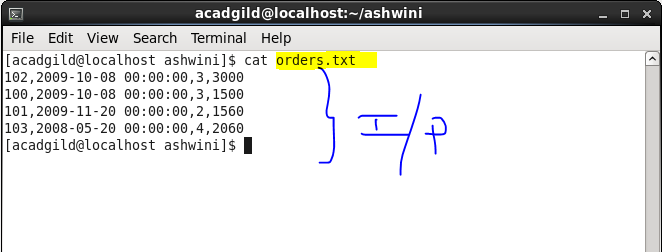 acadgild@localhost:~/ashwini
File Edit View Search Terminal Help
[acadgild@localhost ashwini]$ cat orders.txt
102,2009-10-08 00:00:00,3,3000
100,2009-10-08 00:00:00,3,1500
101,2009-11-20 00:00:00,2,1560
103,2008-05-20 00:00:00,4,2060
[acadgild@localhost ashwini]$
I/P